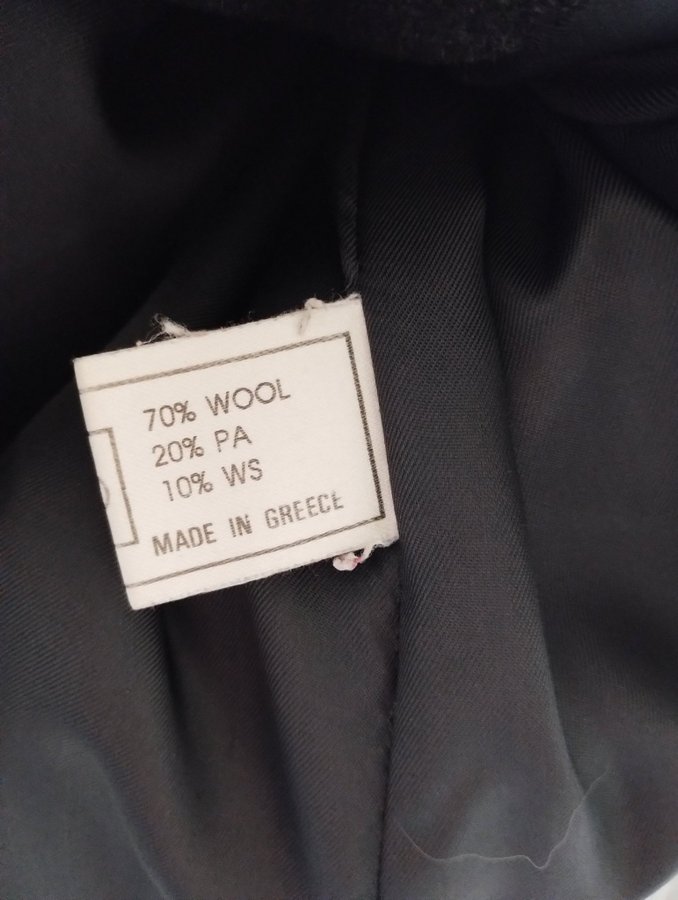 70% WOOL
20% PA
10% WS
MADE IN GREECE